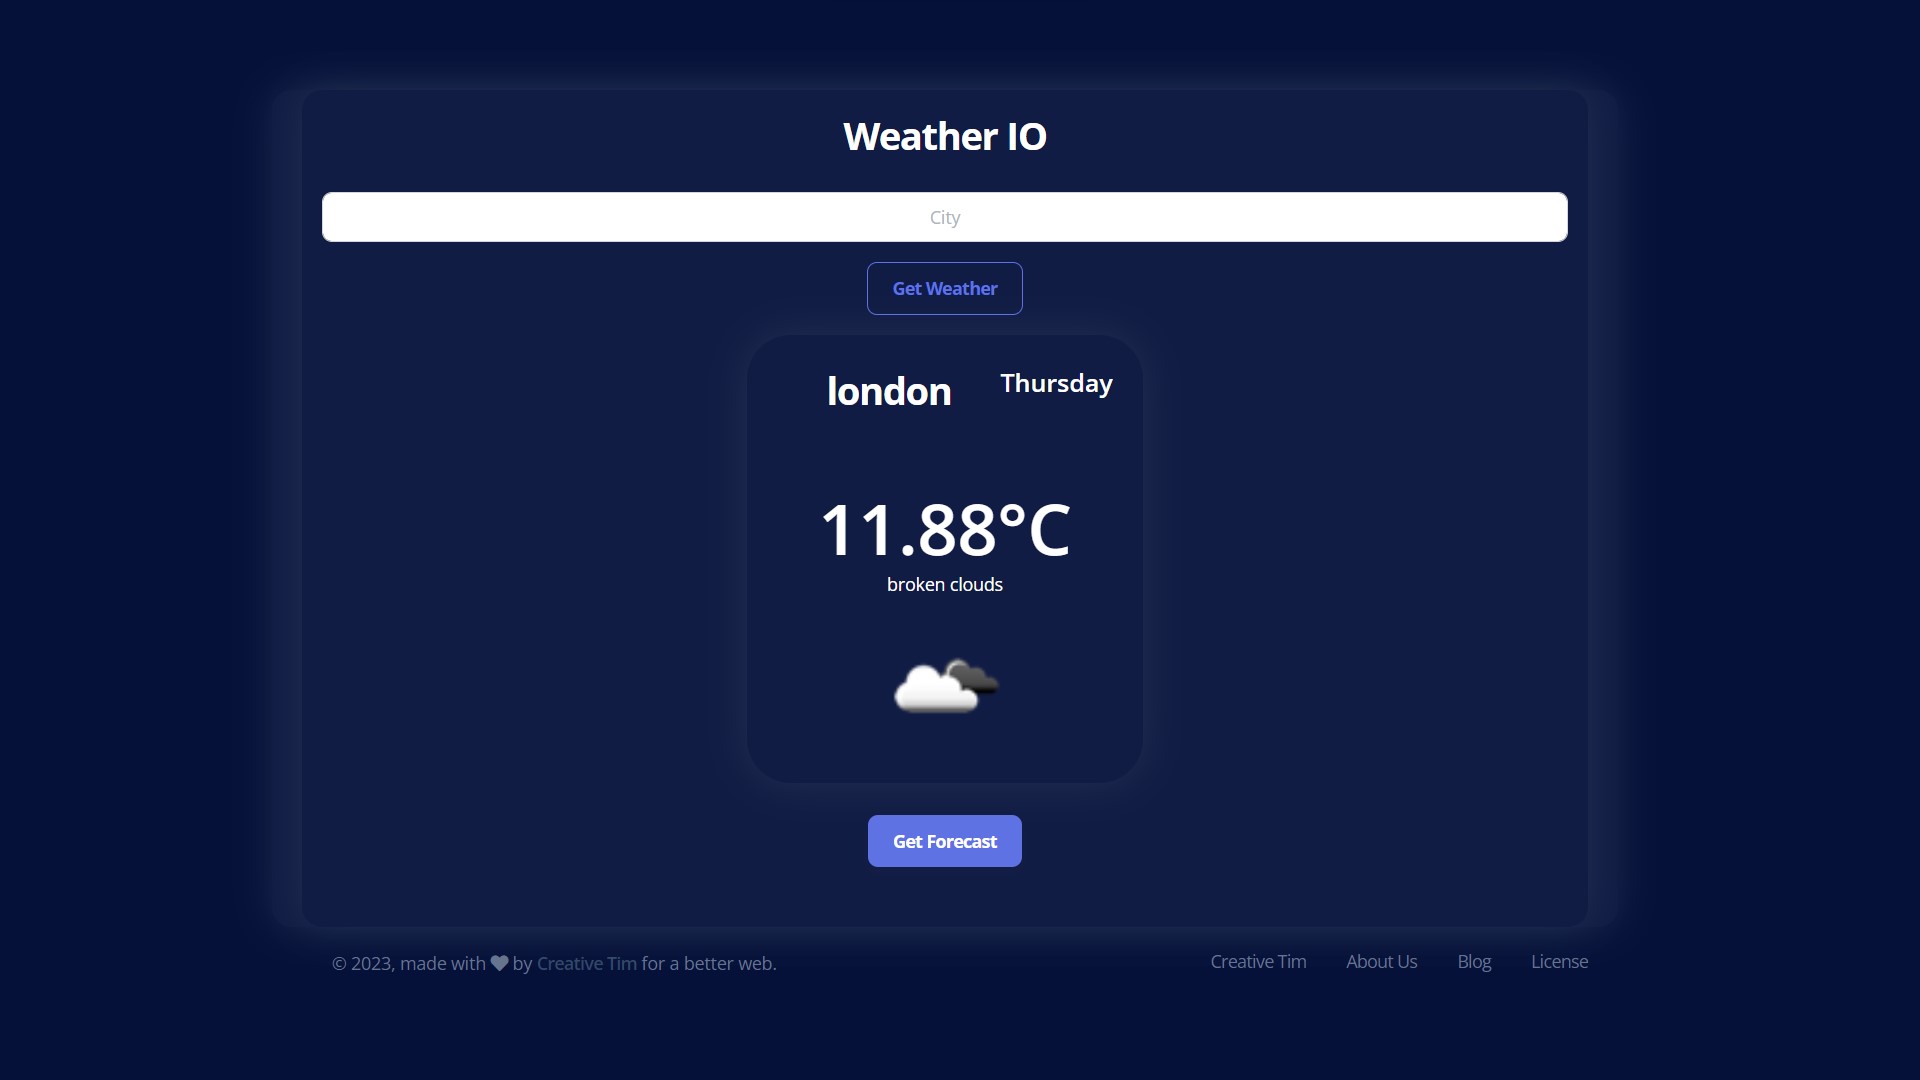 Weather IO
City
Get Weather
london Thursday
11.88°C
broken clouds
Get Forecast
© 2023, made with by Creative Tim for a better web.
Creative Tim About Us Blog License